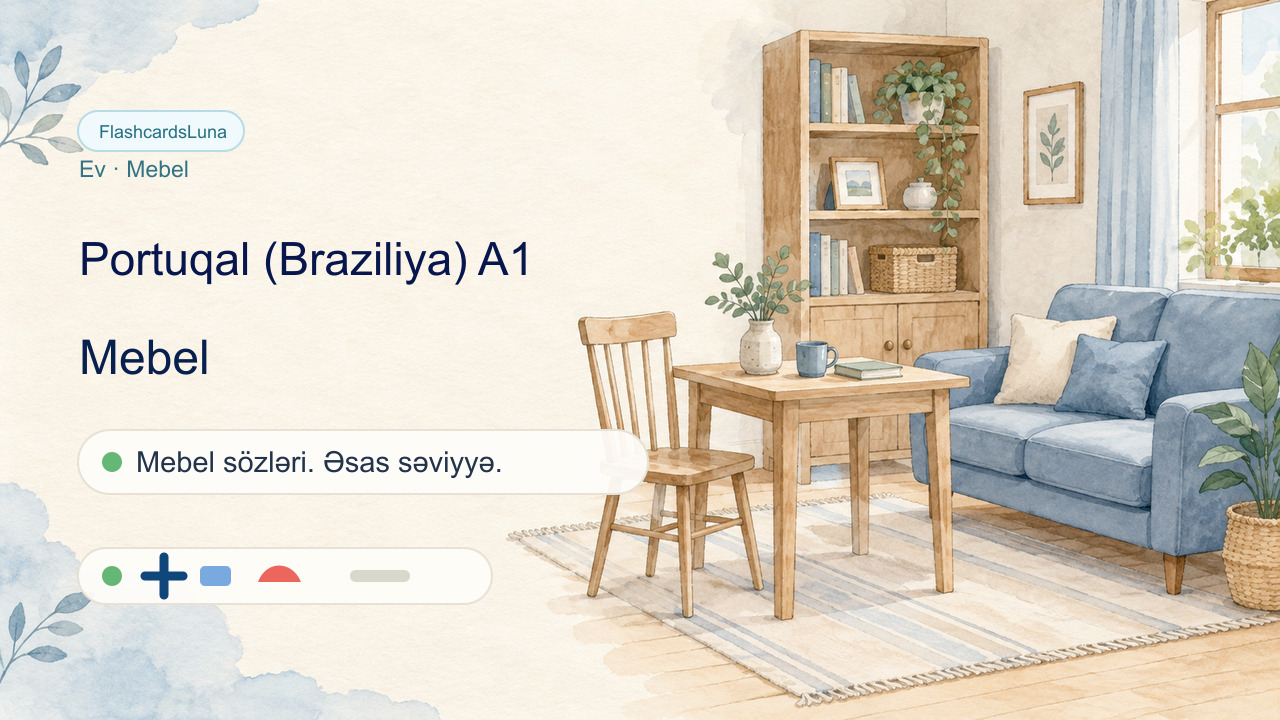 FlashcardsLuna
Ev · Mebel
Portuqal (Braziliya) A1
Mebel
Mebel sözləri. Əsas səviyyə.